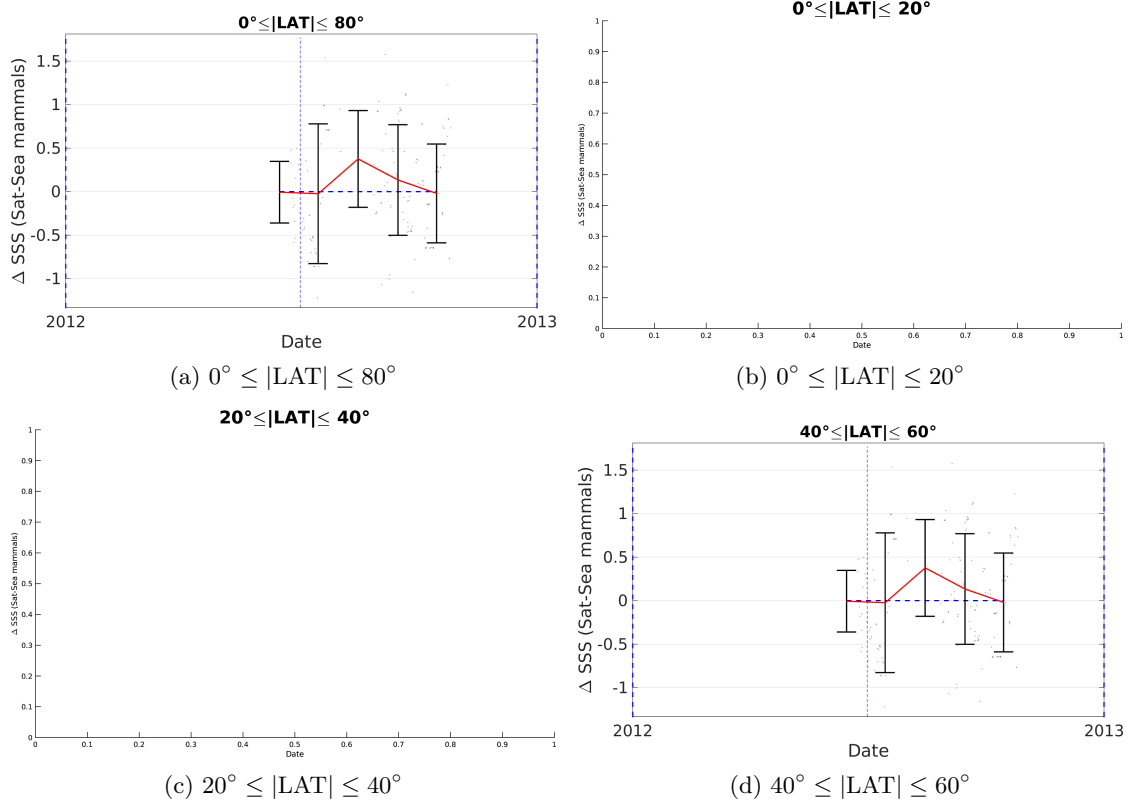 0°≤|LAT|≤ 80°
1.5
1
0.5
0
-0.5
-1
Δ SSS (Sat-Sea mammals)
2012
2013
Date
(a) 0° ≤ |LAT| ≤ 80°
0°≤|LAT|≤ 20°
1
0.9
0.8
0.7
0.6
0.5
0.4
0.3
0.2
0.1
0
Δ SSS (Sat-Sea mammals)
0 0.1 0.2 0.3 0.4 0.5 0.6 0.7 0.8 0.9 1
Date
(b) 0° ≤ |LAT| ≤ 20°
20°≤|LAT|≤ 40°
1
0.9
0.8
0.7
0.6
0.5
0.4
0.3
0.2
0.1
0
Δ SSS (Sat-Sea mammals)
0 0.1 0.2 0.3 0.4 0.5 0.6 0.7 0.8 0.9 1
Date
(c) 20° ≤ |LAT| ≤ 40°
40°≤|LAT|≤ 60°
1.5
1
0.5
0
-0.5
-1
Δ SSS (Sat-Sea mammals)
2012
2013
Date
(d) 40° ≤ |LAT| ≤ 60°